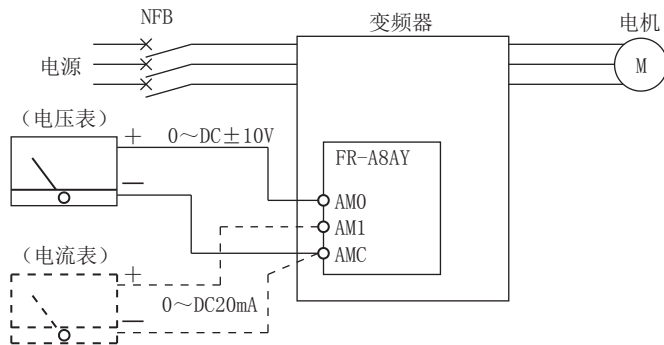 NFB
变频器
电机
电源
M
（电压表）
+
0～DC±10V
—
FR-A8AY
AM0
AM1
AMC
（电流表）
+
0～DC20mA
—